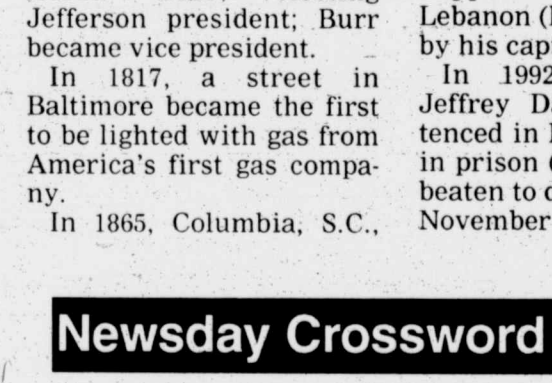 Jefferson president; Burr
became vice president.
In 1817, a street in
Baltimore became the first
to be lighted with gas from
America's first gas compa-
ny.
In 1865, Columbia, S.C.,
Lebanon
by his cap
In 1992
Jeffrey D
tenced in
in prison
beaten to
November
Newsday Crossword